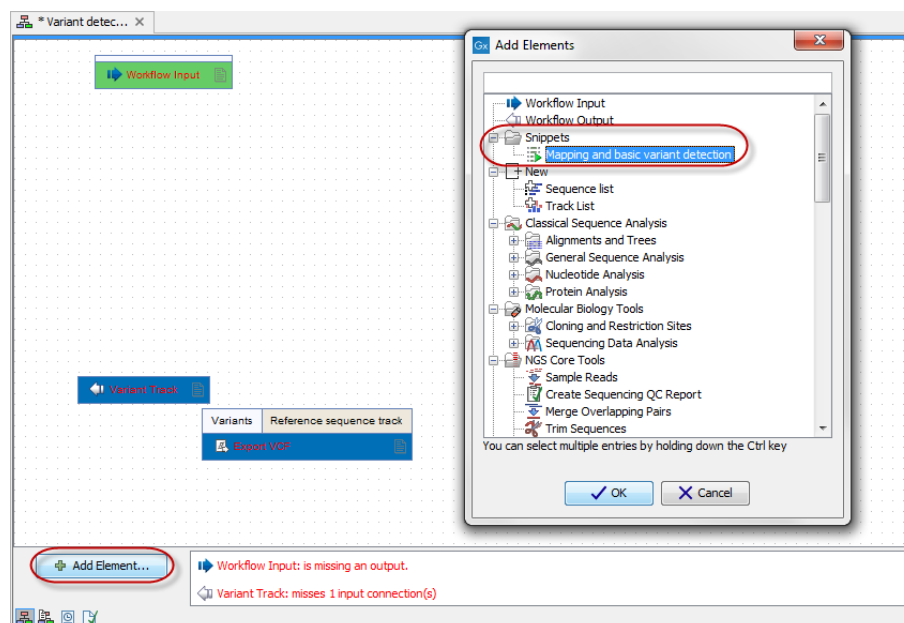 * Variant detec...
Workflow Input
Variant Track
Variants Reference sequence track
Export VCF
Gx Add Elements
Workflow Input
Workflow Output
Snippets
Mapping and basic variant detection
New
Sequence list
Track List
Classical Sequence Analysis
Alignments and Trees
General Sequence Analysis
Nucleotide Analysis
Protein Analysis
Molecular Biology Tools
Cloning and Restriction Sites
Sequencing Data Analysis
NGS Core Tools
Sample Reads
Create Sequencing QC Report
Merge Overlapping Pairs
Trim Sequences
You can select multiple entries by holding down the Ctrl key
OK Cancel
Add Element...
Workflow Input: is missing an output.
Variant Track: misses 1 input connection(s)